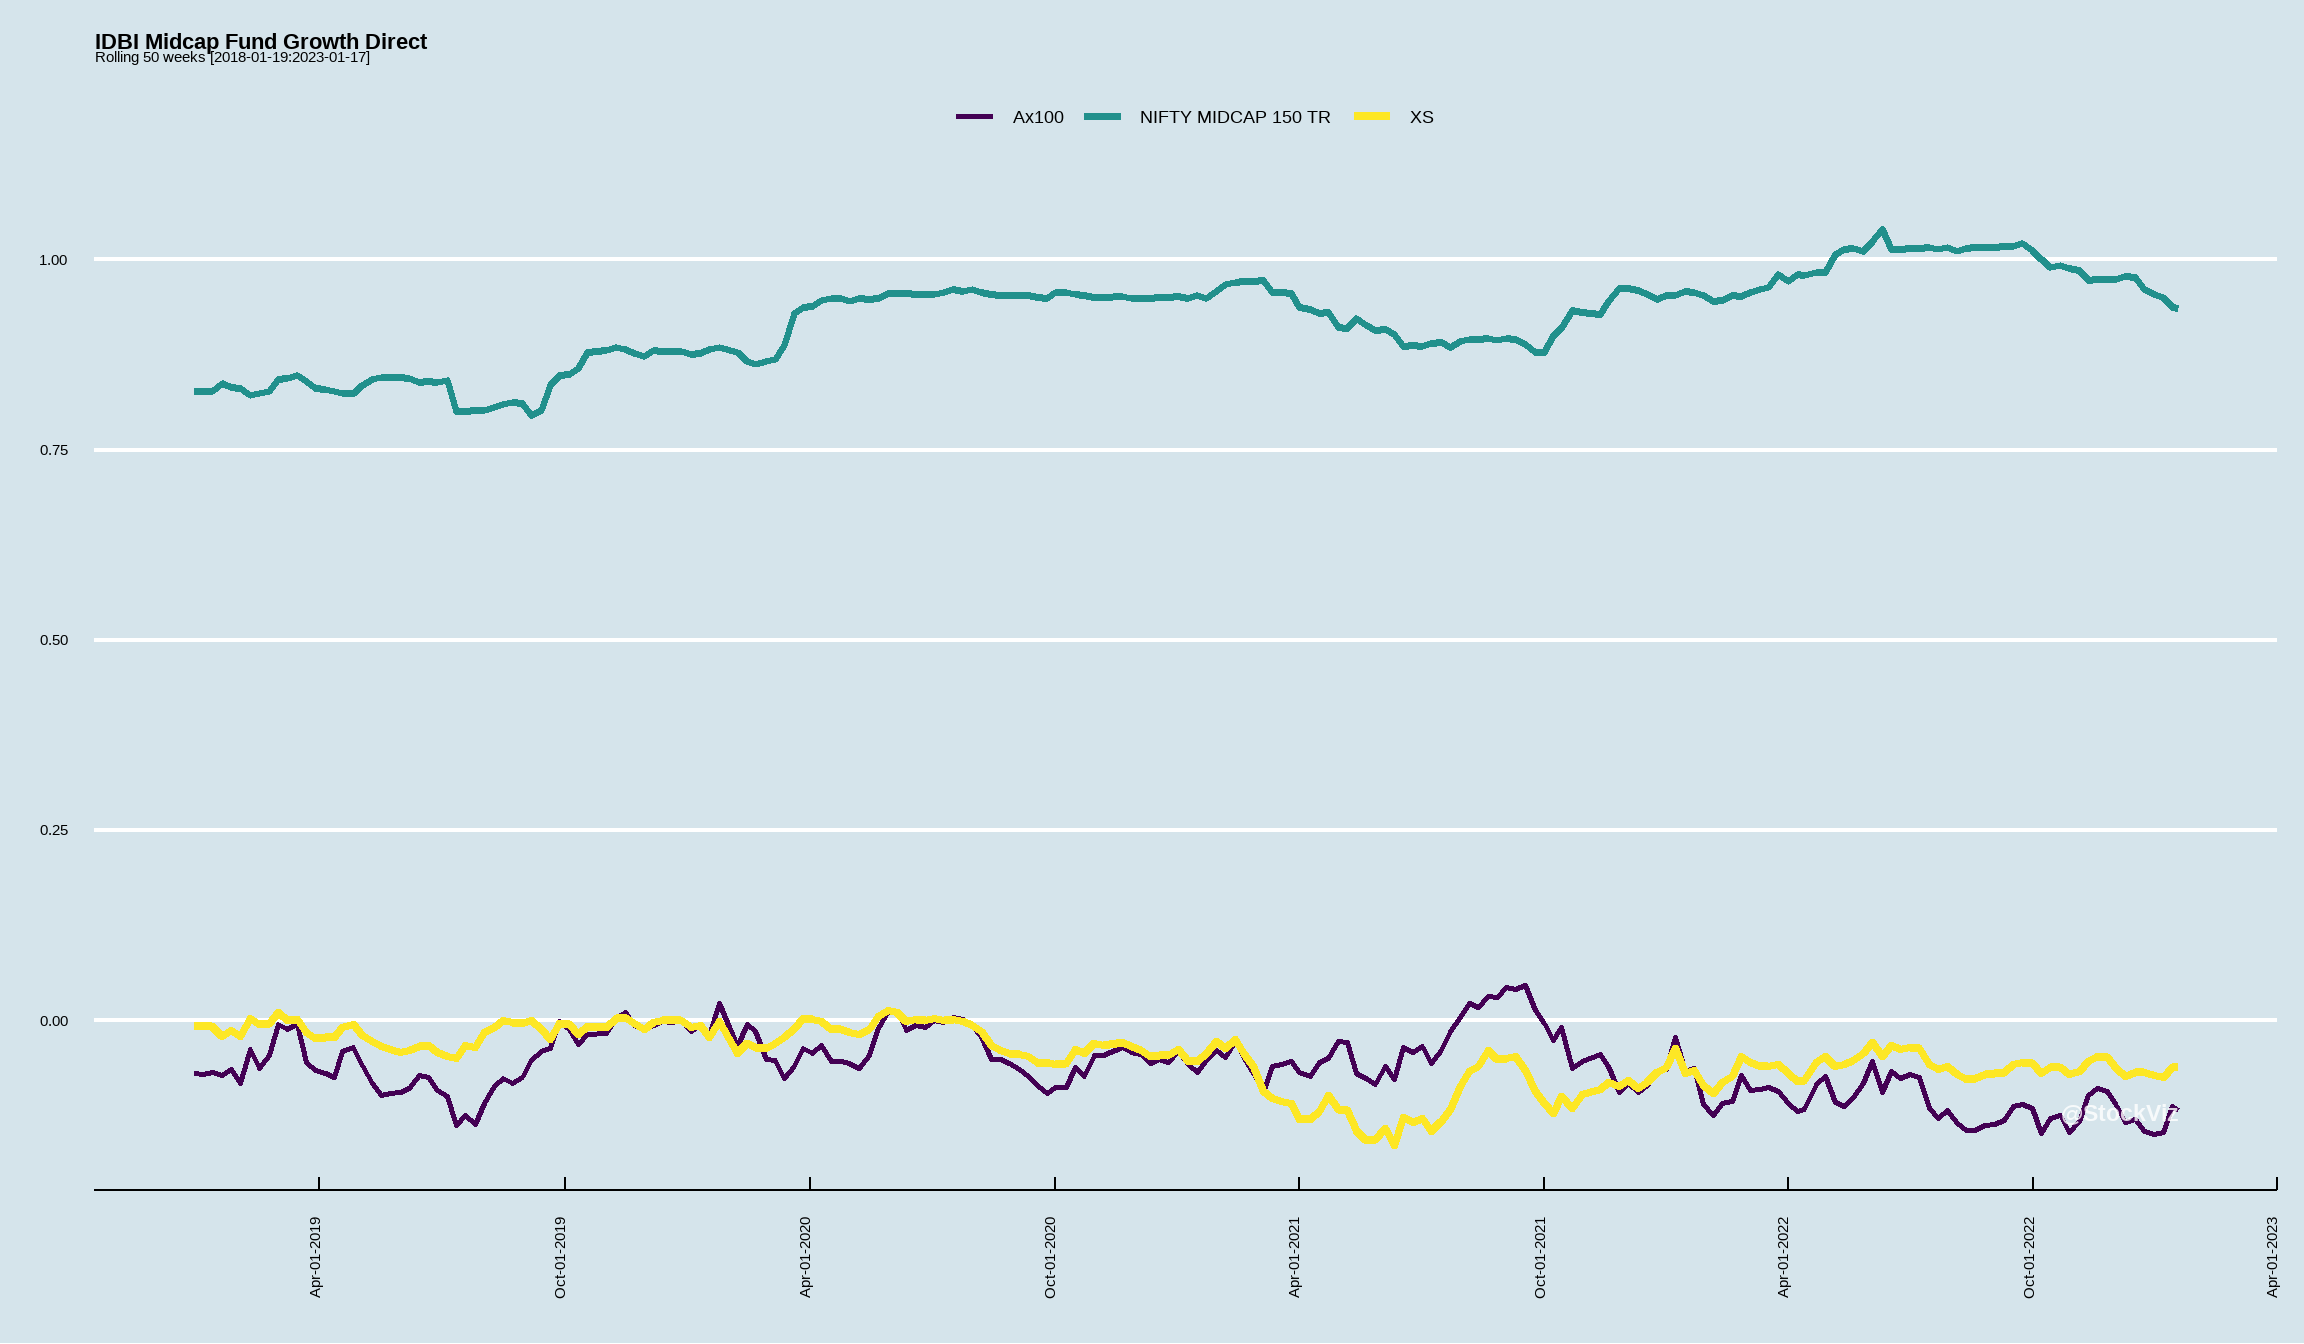 IDBI Midcap Fund Growth Direct
Rolling 50 weeks [2018-01-19:2023-01-17]
Ax100 NIFTY MIDCAP 150 TR XS
1.00
0.75
0.50
0.25
0.00
@StockViz
Apr-01-2019 Oct-01-2019 Apr-01-2020 Oct-01-2020 Apr-01-2021 Oct-01-2021 Apr-01-2022 Oct-01-2022 Apr-01-2023